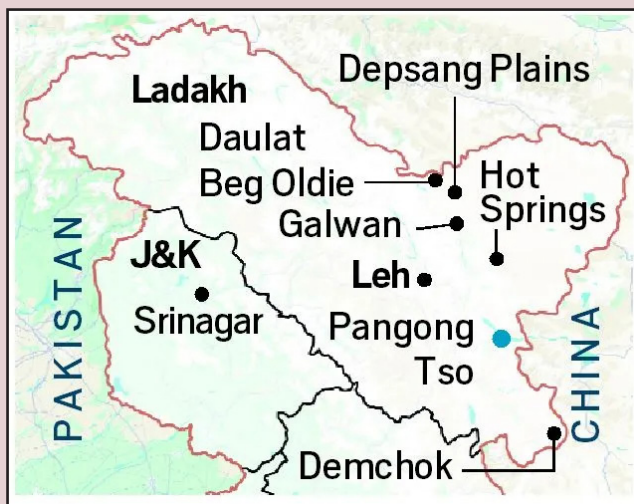 Depsang Plains
Ladakh
Daulat
Beg Oldie
Hot
Springs
Galwan
J&K
Leh
Srinagar
Pangong
Tso
PAKISTAN
CHINA
Demchok